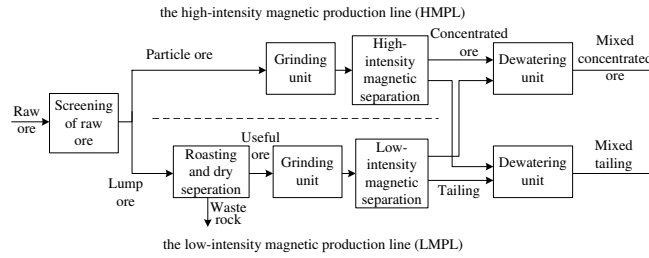 the high-intensity magnetic production line (HMPL)
Particle ore
Grinding
unit
High-
intensity
magnetic
separation
Concentrated
ore
Dewatering
unit
Mixed
concentrated
ore
Raw
ore
Screening
of raw
ore
Lump
ore
Roasting
and dry
seperation
Useful
ore
Waste
rock
Grinding
unit
Low-
intensity
magnetic
separation
Tailing
Dewatering
unit
Mixed
tailing
the low-intensity magnetic production line (LMPL)